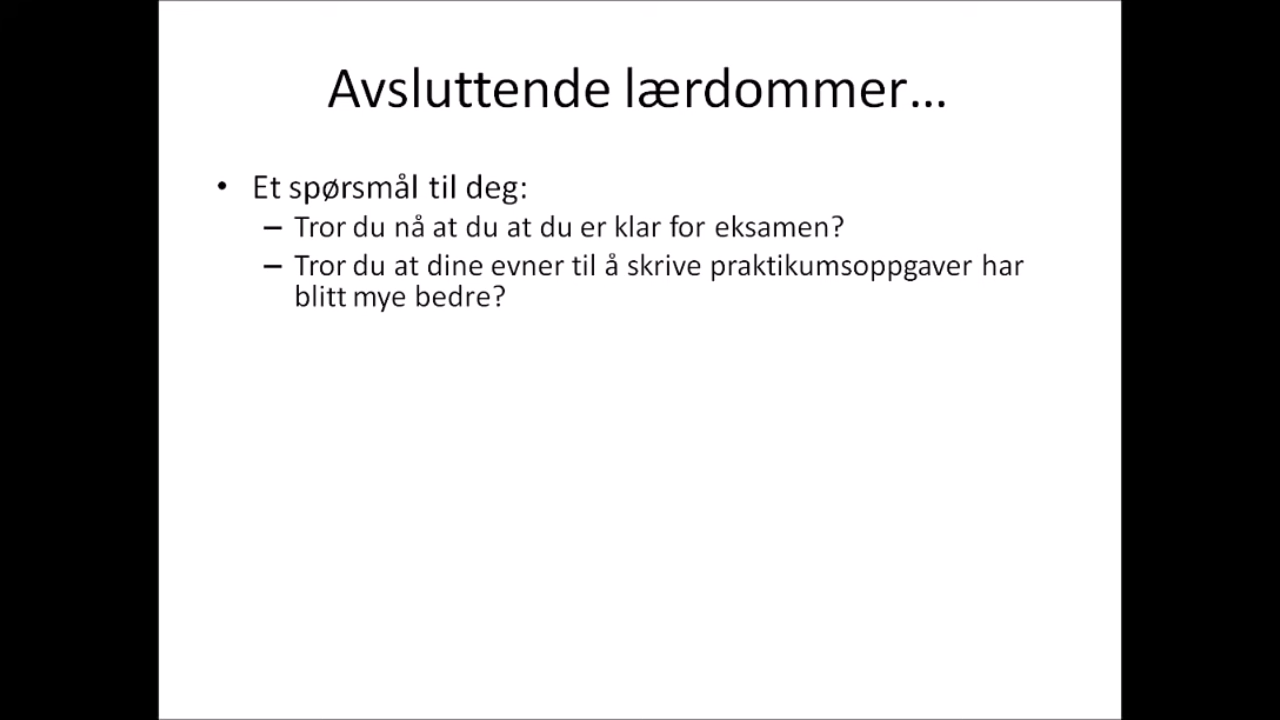 Avsluttende lærdommer...
• Et spørsmål til deg:
– Tror du nå at du at du er klar for eksamen?
– Tror du at dine evner til å skrive praktikumsoppgaver har
blitt mye bedre?